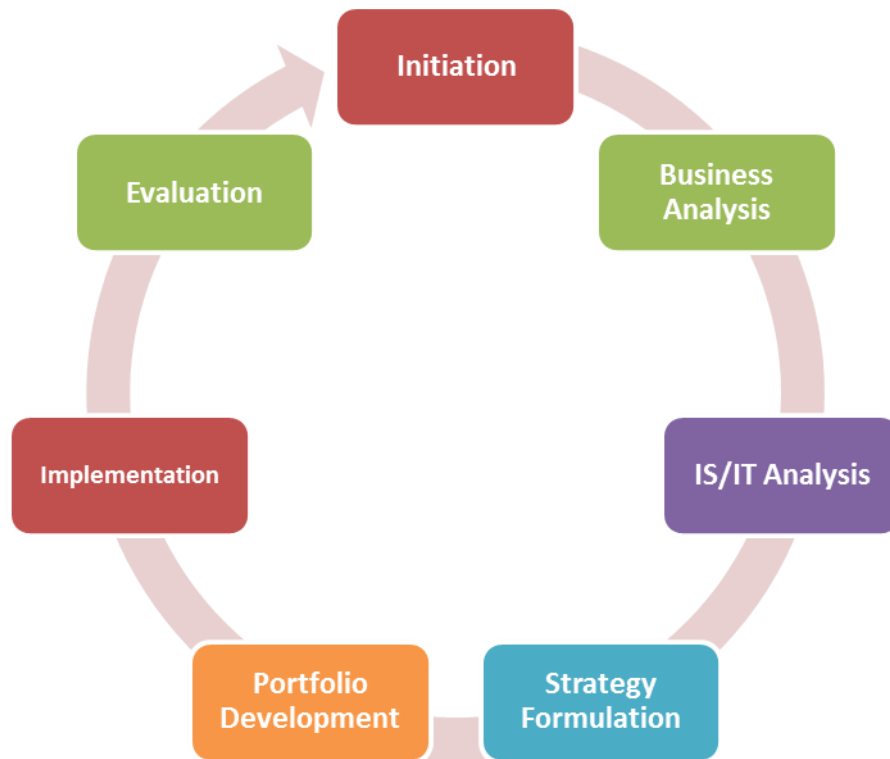 Initiation
Business
Analysis
IS/IT Analysis
Strategy
Formulation
Portfolio
Development
Implementation
Evaluation